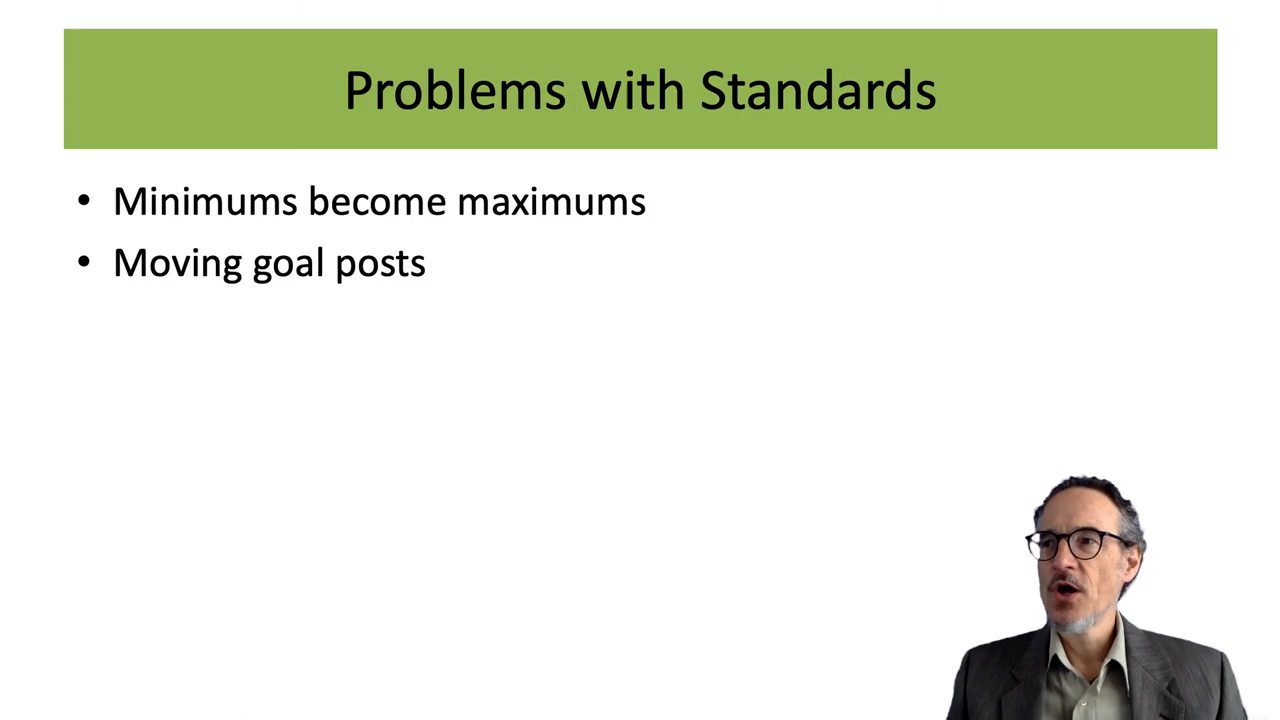 Problems with Standards
• Minimums become maximums
• Moving goal posts